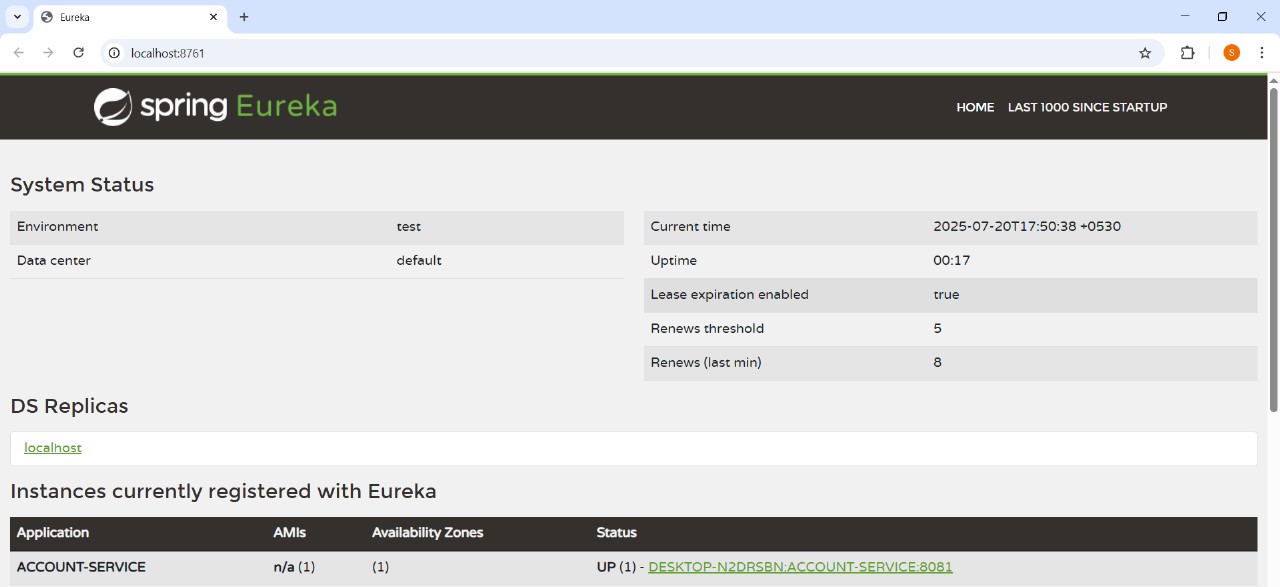 Eureka
localhost:8761
S
spring Eureka
HOME LAST 1000 SINCE STARTUP
System Status
Environment test
Data center default
Current time 2025-07-20T17:50:38 +0530
Uptime 00:17
Lease expiration enabled true
Renews threshold 5
Renews (last min) 8
DS Replicas
localhost
Instances currently registered with Eureka
Application AMIs Availability Zones Status
ACCOUNT-SERVICE n/a (1) (1) UP (1) - DESKTOP-N2DRSBN:ACCOUNT-SERVICE:8081